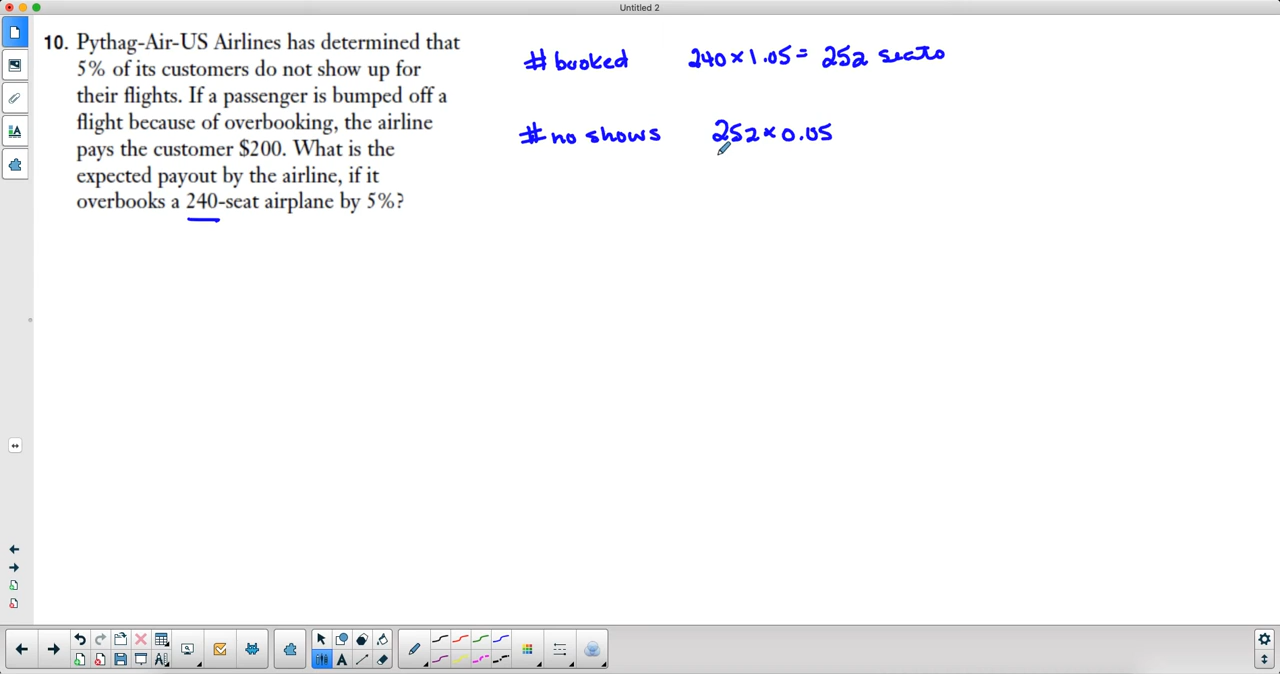 Untitled 2
10. Pythag-Air-US Airlines has determined that
5% of its customers do not show up for
their flights. If a passenger is bumped off a
flight because of overbooking, the airline
pays the customer $200. What is the
expected payout by the airline, if it
overbooks a 240-seat airplane by 5%?
# booked 240 × 1.05 = 252 seats
# no shows 252 × 0.05